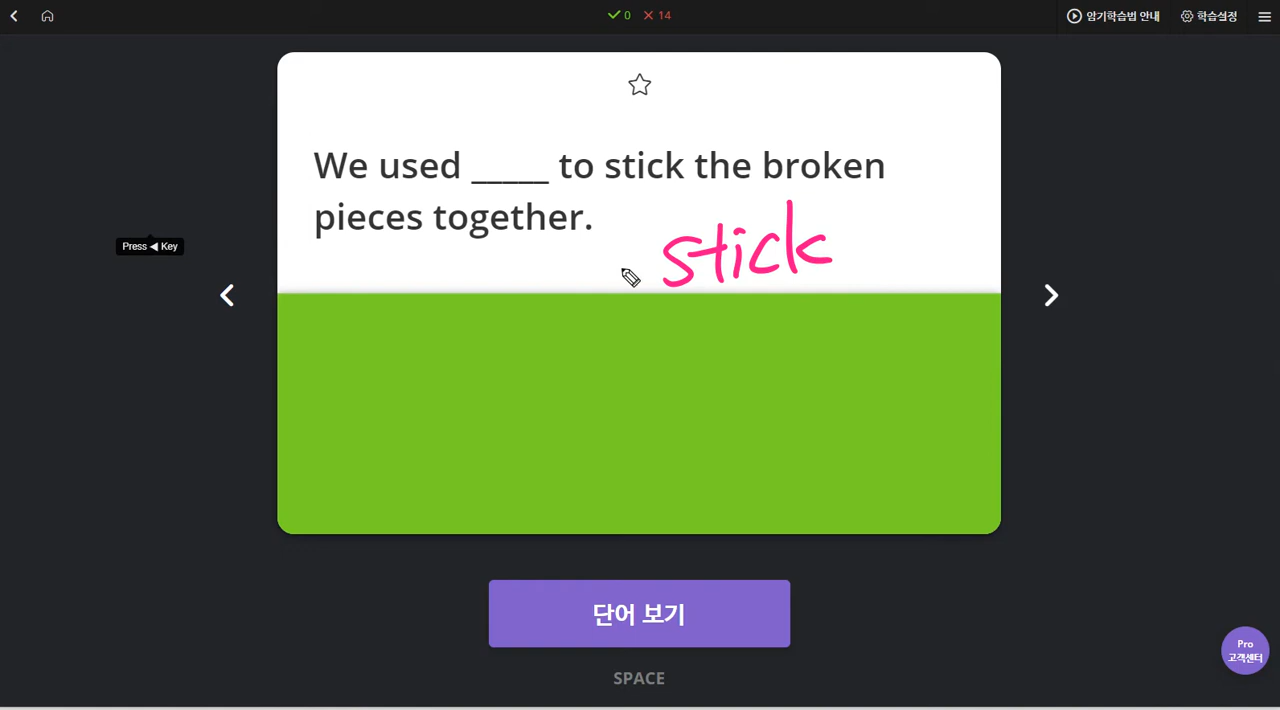 0 14 암기학습법 안내 학습설정
We used _____ to stick the broken
pieces together.
stick
Press ◀ Key
단어 보기
SPACE
Pro
고객센터